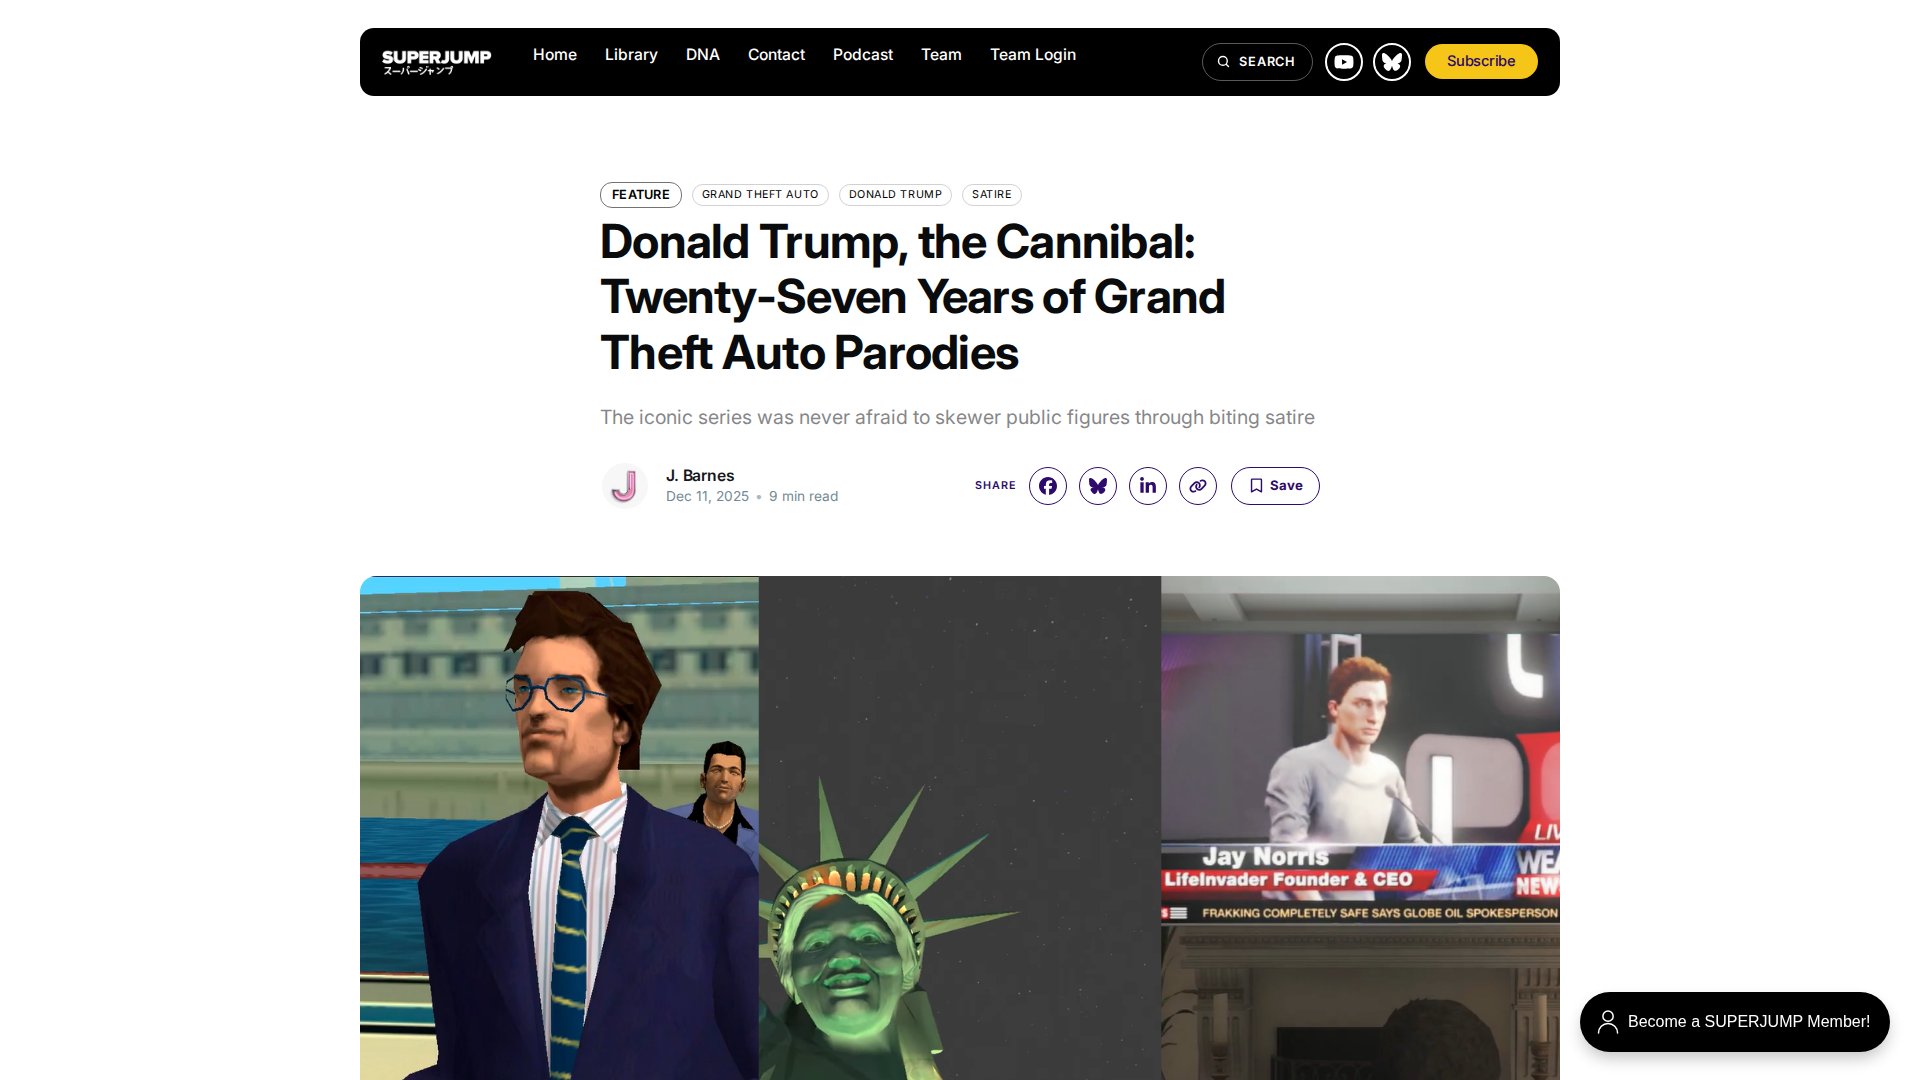 SUPERJUMP
スーパージャンプ
Home
Library
DNA
Contact
Podcast
Team
Team Login
SEARCH
Subscribe
FEATURE
GRAND THEFT AUTO
DONALD TRUMP
SATIRE
Donald Trump, the Cannibal:
Twenty-Seven Years of Grand
Theft Auto Parodies
The iconic series was never afraid to skewer public figures through biting satire
J. Barnes
Dec 11, 2025 • 9 min read
SHARE
Save
LIV
Jay Norris
WEA
LifeInvader Founder & CEO
NEWS
FRAKKING COMPLETELY SAFE SAYS GLOBE OIL SPOKESPERSON
Become a SUPERJUMP Member!